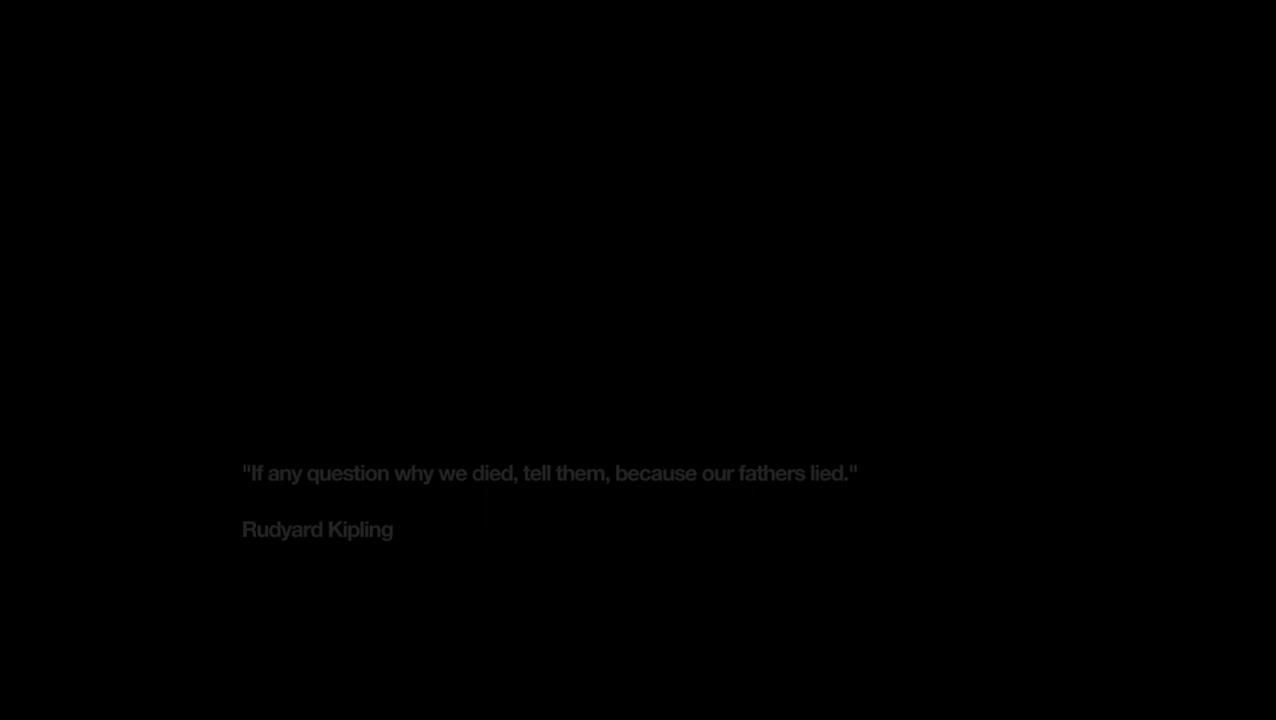 "If any question why we died, tell them, because our fathers lied."
Rudyard Kipling